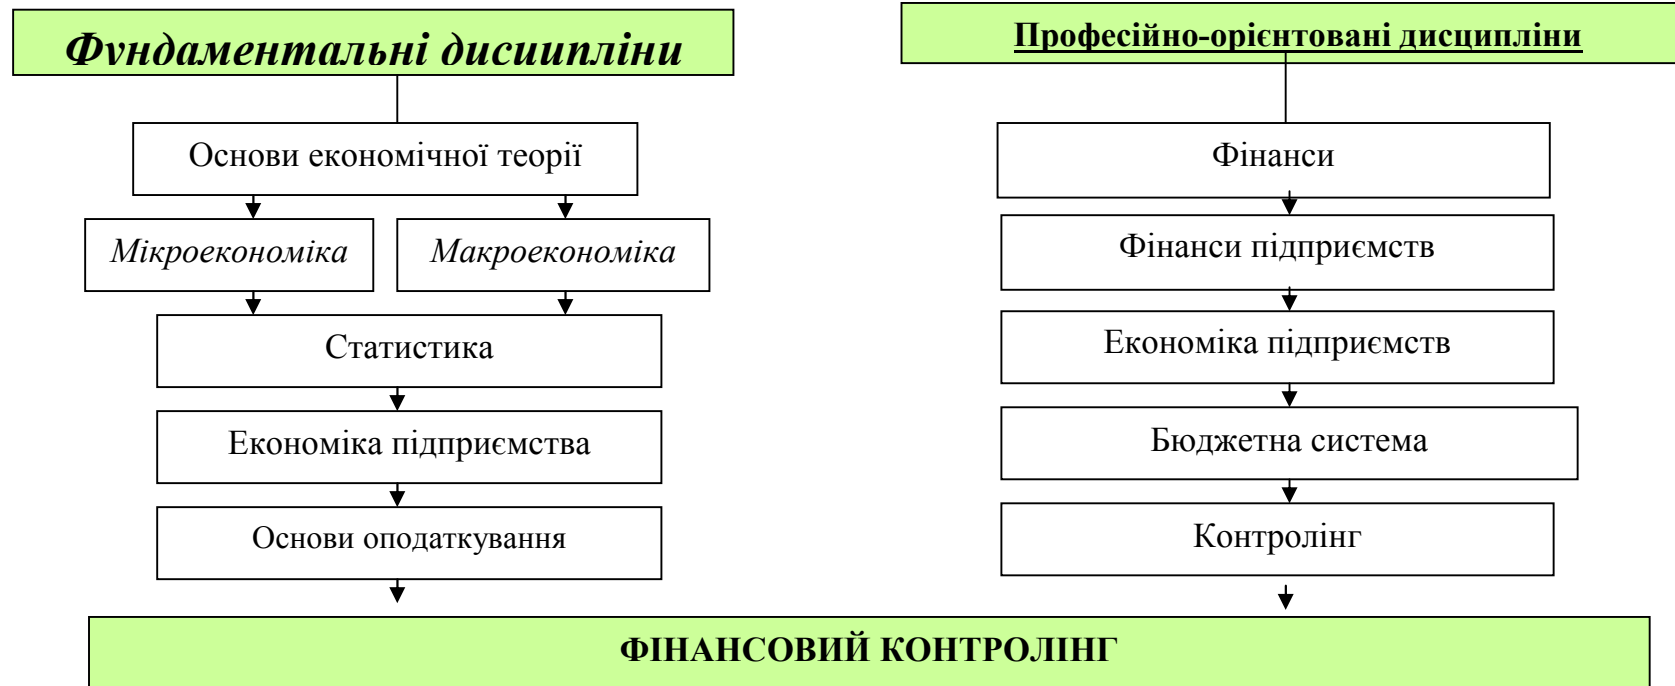 Фундаментальні дисципліни
Основи економічної теорії
Мікроекономіка
Макроекономіка
Статистика
Економіка підприємства
Основи оподаткування
Професійно-орієнтовані дисципліни
Фінанси
Фінанси підприємств
Економіка підприємств
Бюджетна система
Контролінг
ФІНАНСОВИЙ КОНТРОЛІНГ